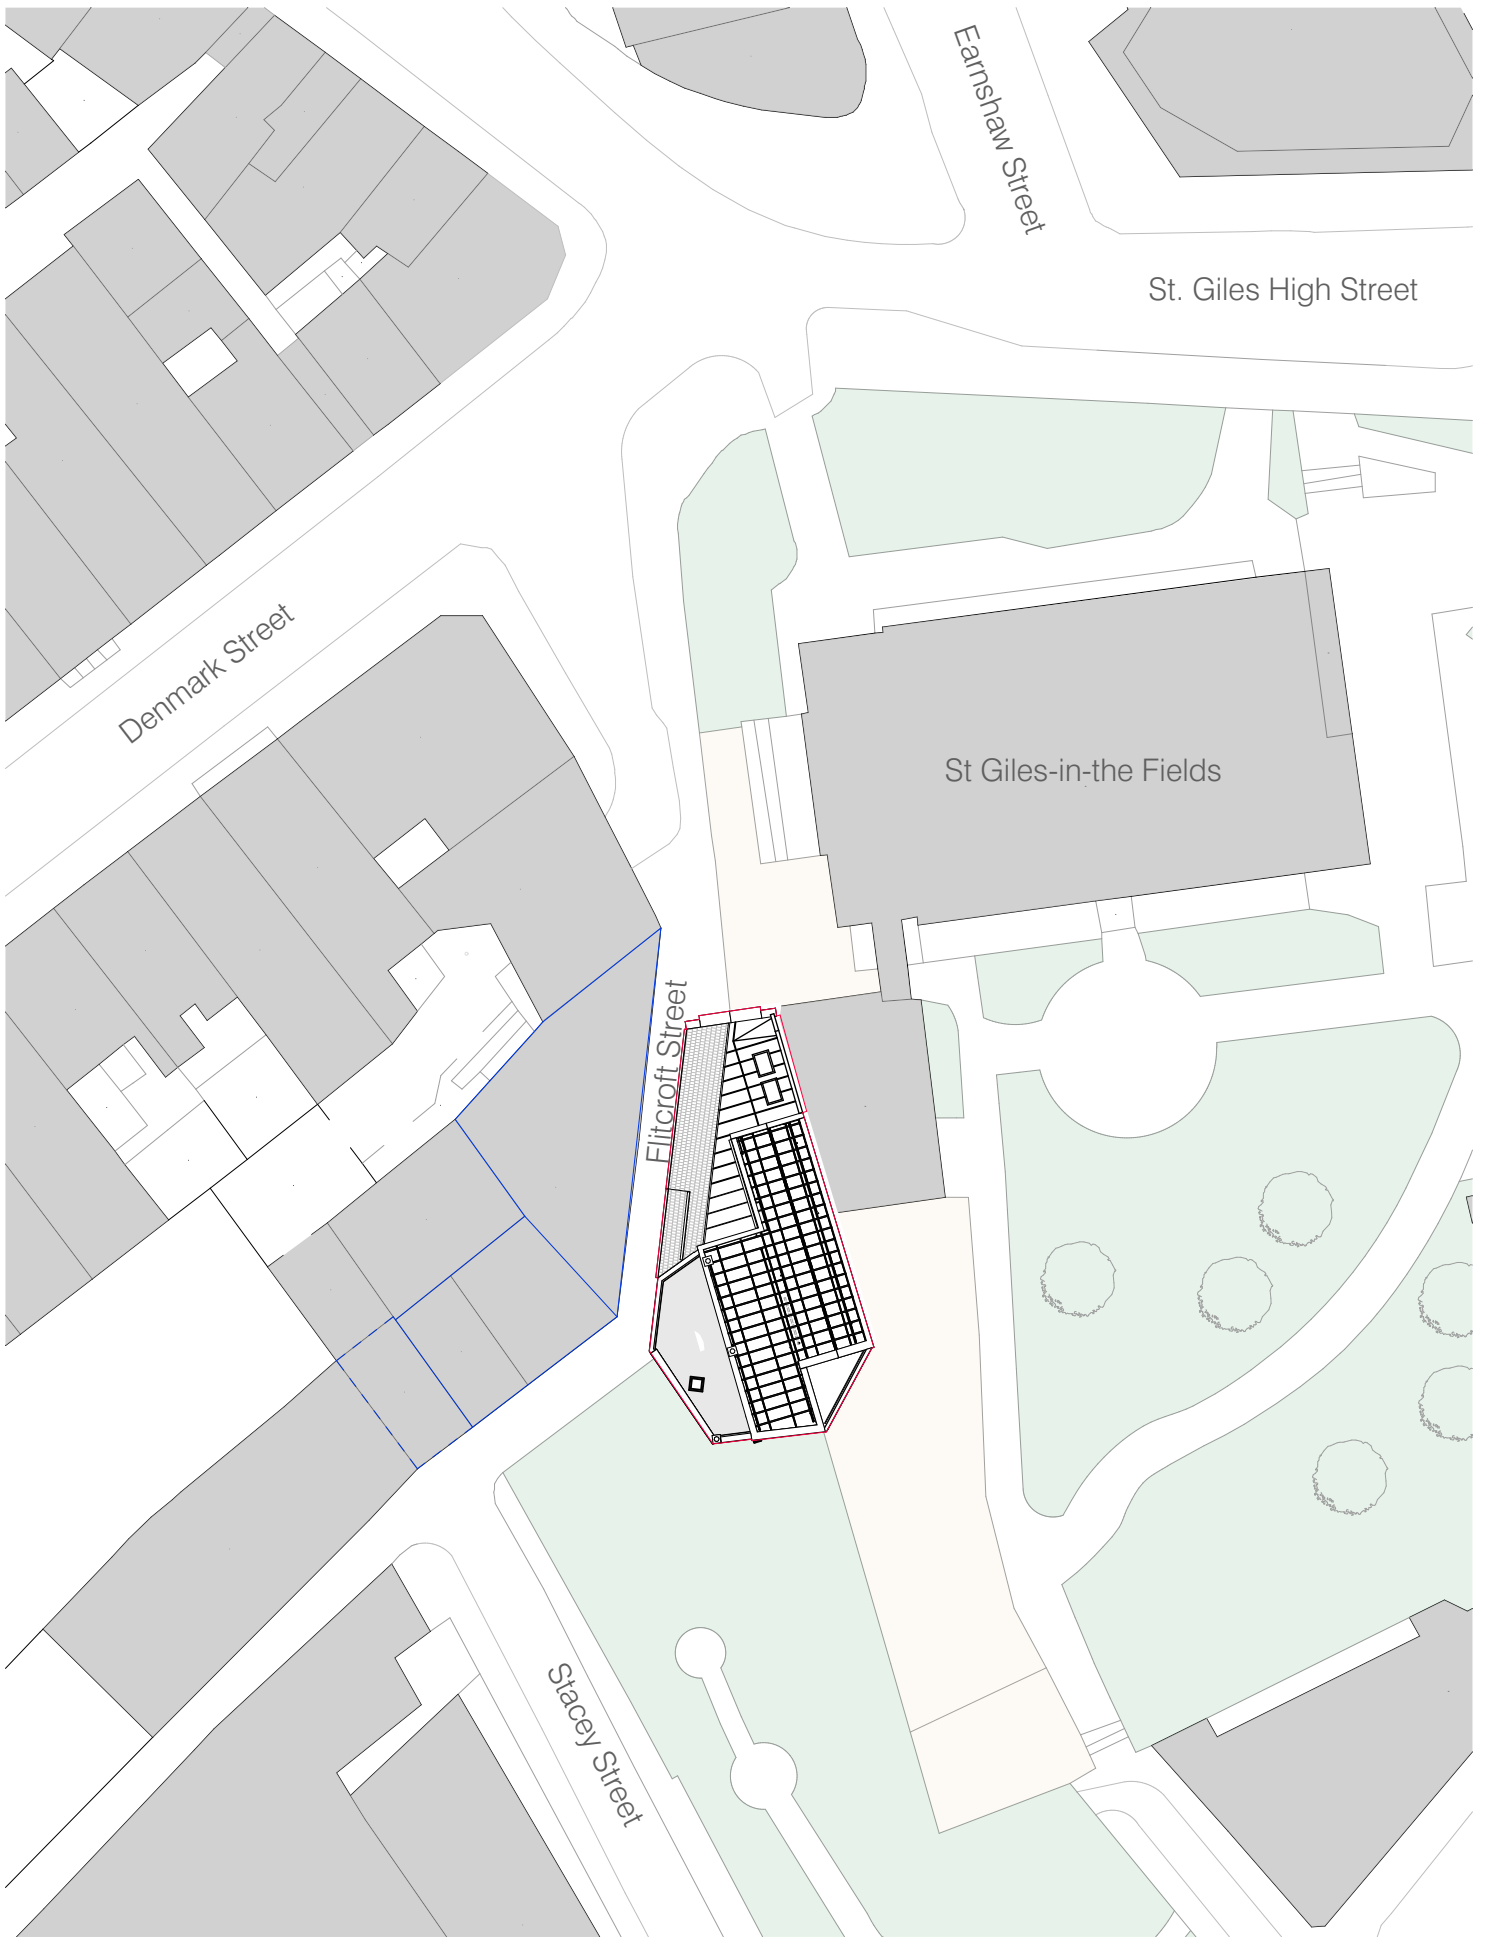 Earnshaw Street
St. Giles High Street
Denmark Street
St Giles-in-the Fields
Flitcroft Street
Stacey Street